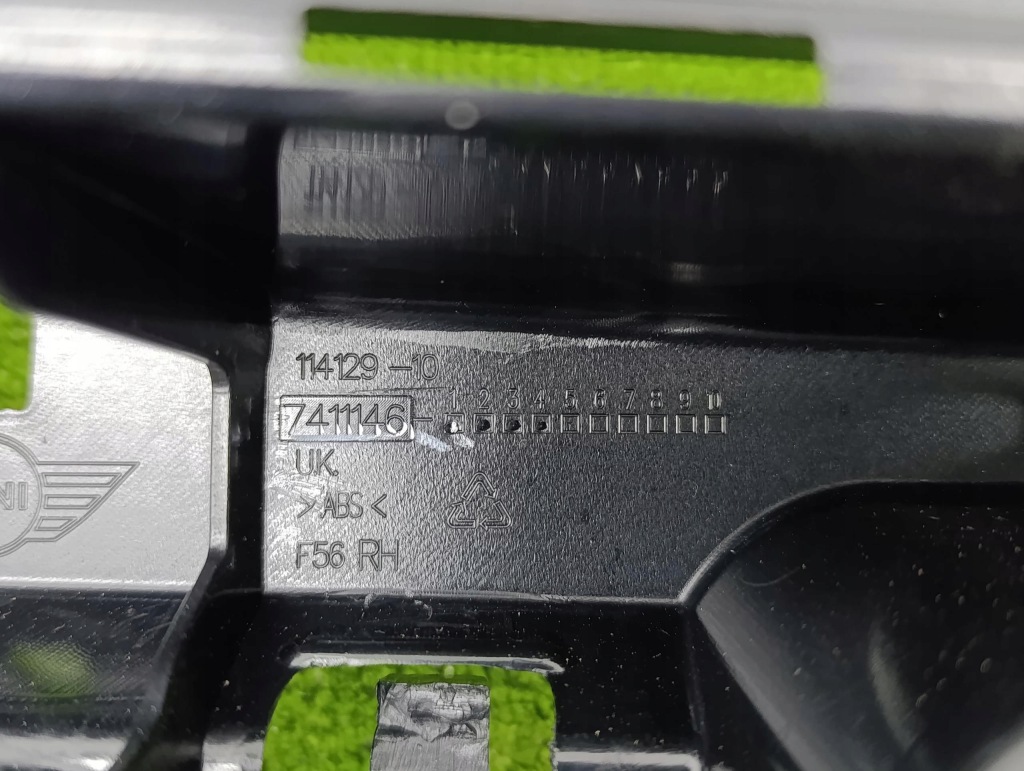 114129-10
7411146- 1 2 3 4 5 6 7 8 9 10
UK.
>ABS<
F56 RH